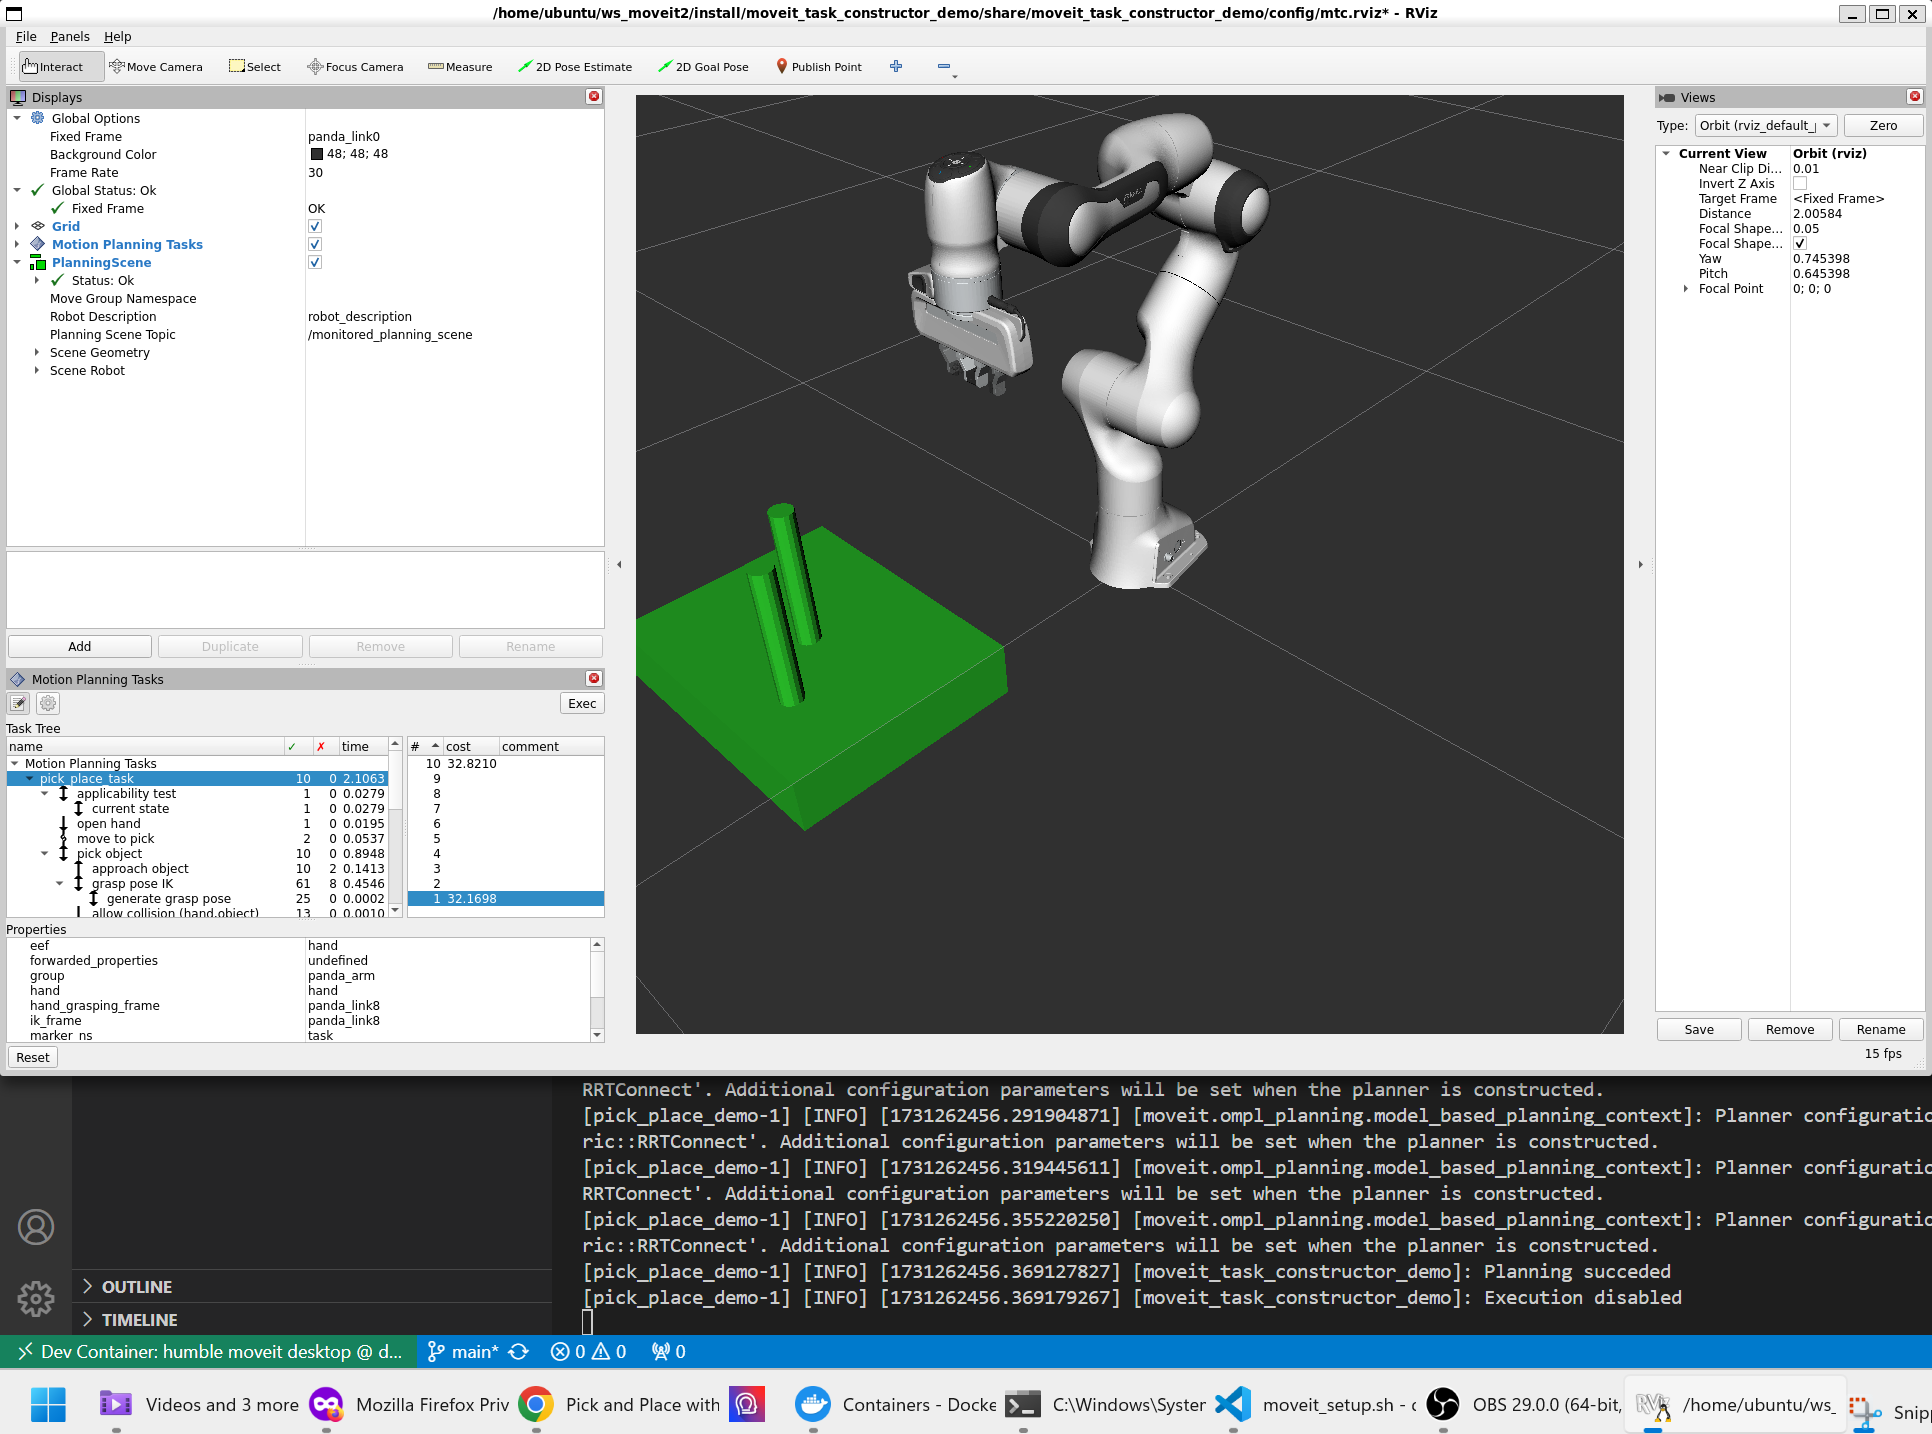 /home/ubuntu/ws_moveit2/install/moveit_task_constructor_demo/share/moveit_task_constructor_demo/config/mtc.rviz* - RViz
File Panels Help
Interact Move Camera Select Focus Camera Measure 2D Pose Estimate 2D Goal Pose Publish Point
Displays
Global Options
Fixed Frame panda_link0
Background Color 48; 48; 48
Frame Rate 30
Global Status: Ok
Fixed Frame OK
Grid
Motion Planning Tasks
PlanningScene
Status: Ok
Move Group Namespace
Robot Description robot_description
Planning Scene Topic /monitored_planning_scene
Scene Geometry
Scene Robot
Add Duplicate Remove Rename
Motion Planning Tasks
Exec
Task Tree
name ✓ ✗ time
Motion Planning Tasks
pick_place_task 10 0 2.1063
applicability test 1 0 0.0279
current state 1 0 0.0279
open hand 1 0 0.0195
move to pick 2 0 0.0537
pick object 10 0 0.8948
approach object 10 2 0.1413
grasp pose IK 61 8 0.4546
generate grasp pose 25 0 0.0002
allow collision (hand,object) 13 0 0.0010
# cost comment
10 32.8210
9
8
7
6
5
4
3
2
1 32.1698
Properties
eef hand
forwarded_properties undefined
group panda_arm
hand hand
hand_grasping_frame panda_link8
ik_frame panda_link8
marker_ns task
Reset
Views
Type: Orbit (rviz_default_ Zero
Current View Orbit (rviz)
Near Clip Di... 0.01
Invert Z Axis
Target Frame <Fixed Frame>
Distance 2.00584
Focal Shape... 0.05
Focal Shape...
Yaw 0.745398
Pitch 0.645398
Focal Point 0; 0; 0
Save Remove Rename
15 fps
RRTConnect'. Additional configuration parameters will be set when the planner is constructed.
[pick_place_demo-1] [INFO] [1731262456.291904871] [moveit.ompl_planning.model_based_planning_context]: Planner configuratio
ric::RRTConnect'. Additional configuration parameters will be set when the planner is constructed.
[pick_place_demo-1] [INFO] [1731262456.319445611] [moveit.ompl_planning.model_based_planning_context]: Planner configuratio
RRTConnect'. Additional configuration parameters will be set when the planner is constructed.
[pick_place_demo-1] [INFO] [1731262456.355220250] [moveit.ompl_planning.model_based_planning_context]: Planner configuratio
ric::RRTConnect'. Additional configuration parameters will be set when the planner is constructed.
[pick_place_demo-1] [INFO] [1731262456.369127827] [moveit_task_constructor_demo]: Planning succeded
[pick_place_demo-1] [INFO] [1731262456.369179267] [moveit_task_constructor_demo]: Execution disabled
OUTLINE
TIMELINE
Dev Container: humble moveit desktop @ d... main* 0 0 0
Videos and 3 more Mozilla Firefox Priv Pick and Place with Containers - Docke C:\Windows\Syster moveit_setup.sh - c OBS 29.0.0 (64-bit, /home/ubuntu/ws_ Snipp